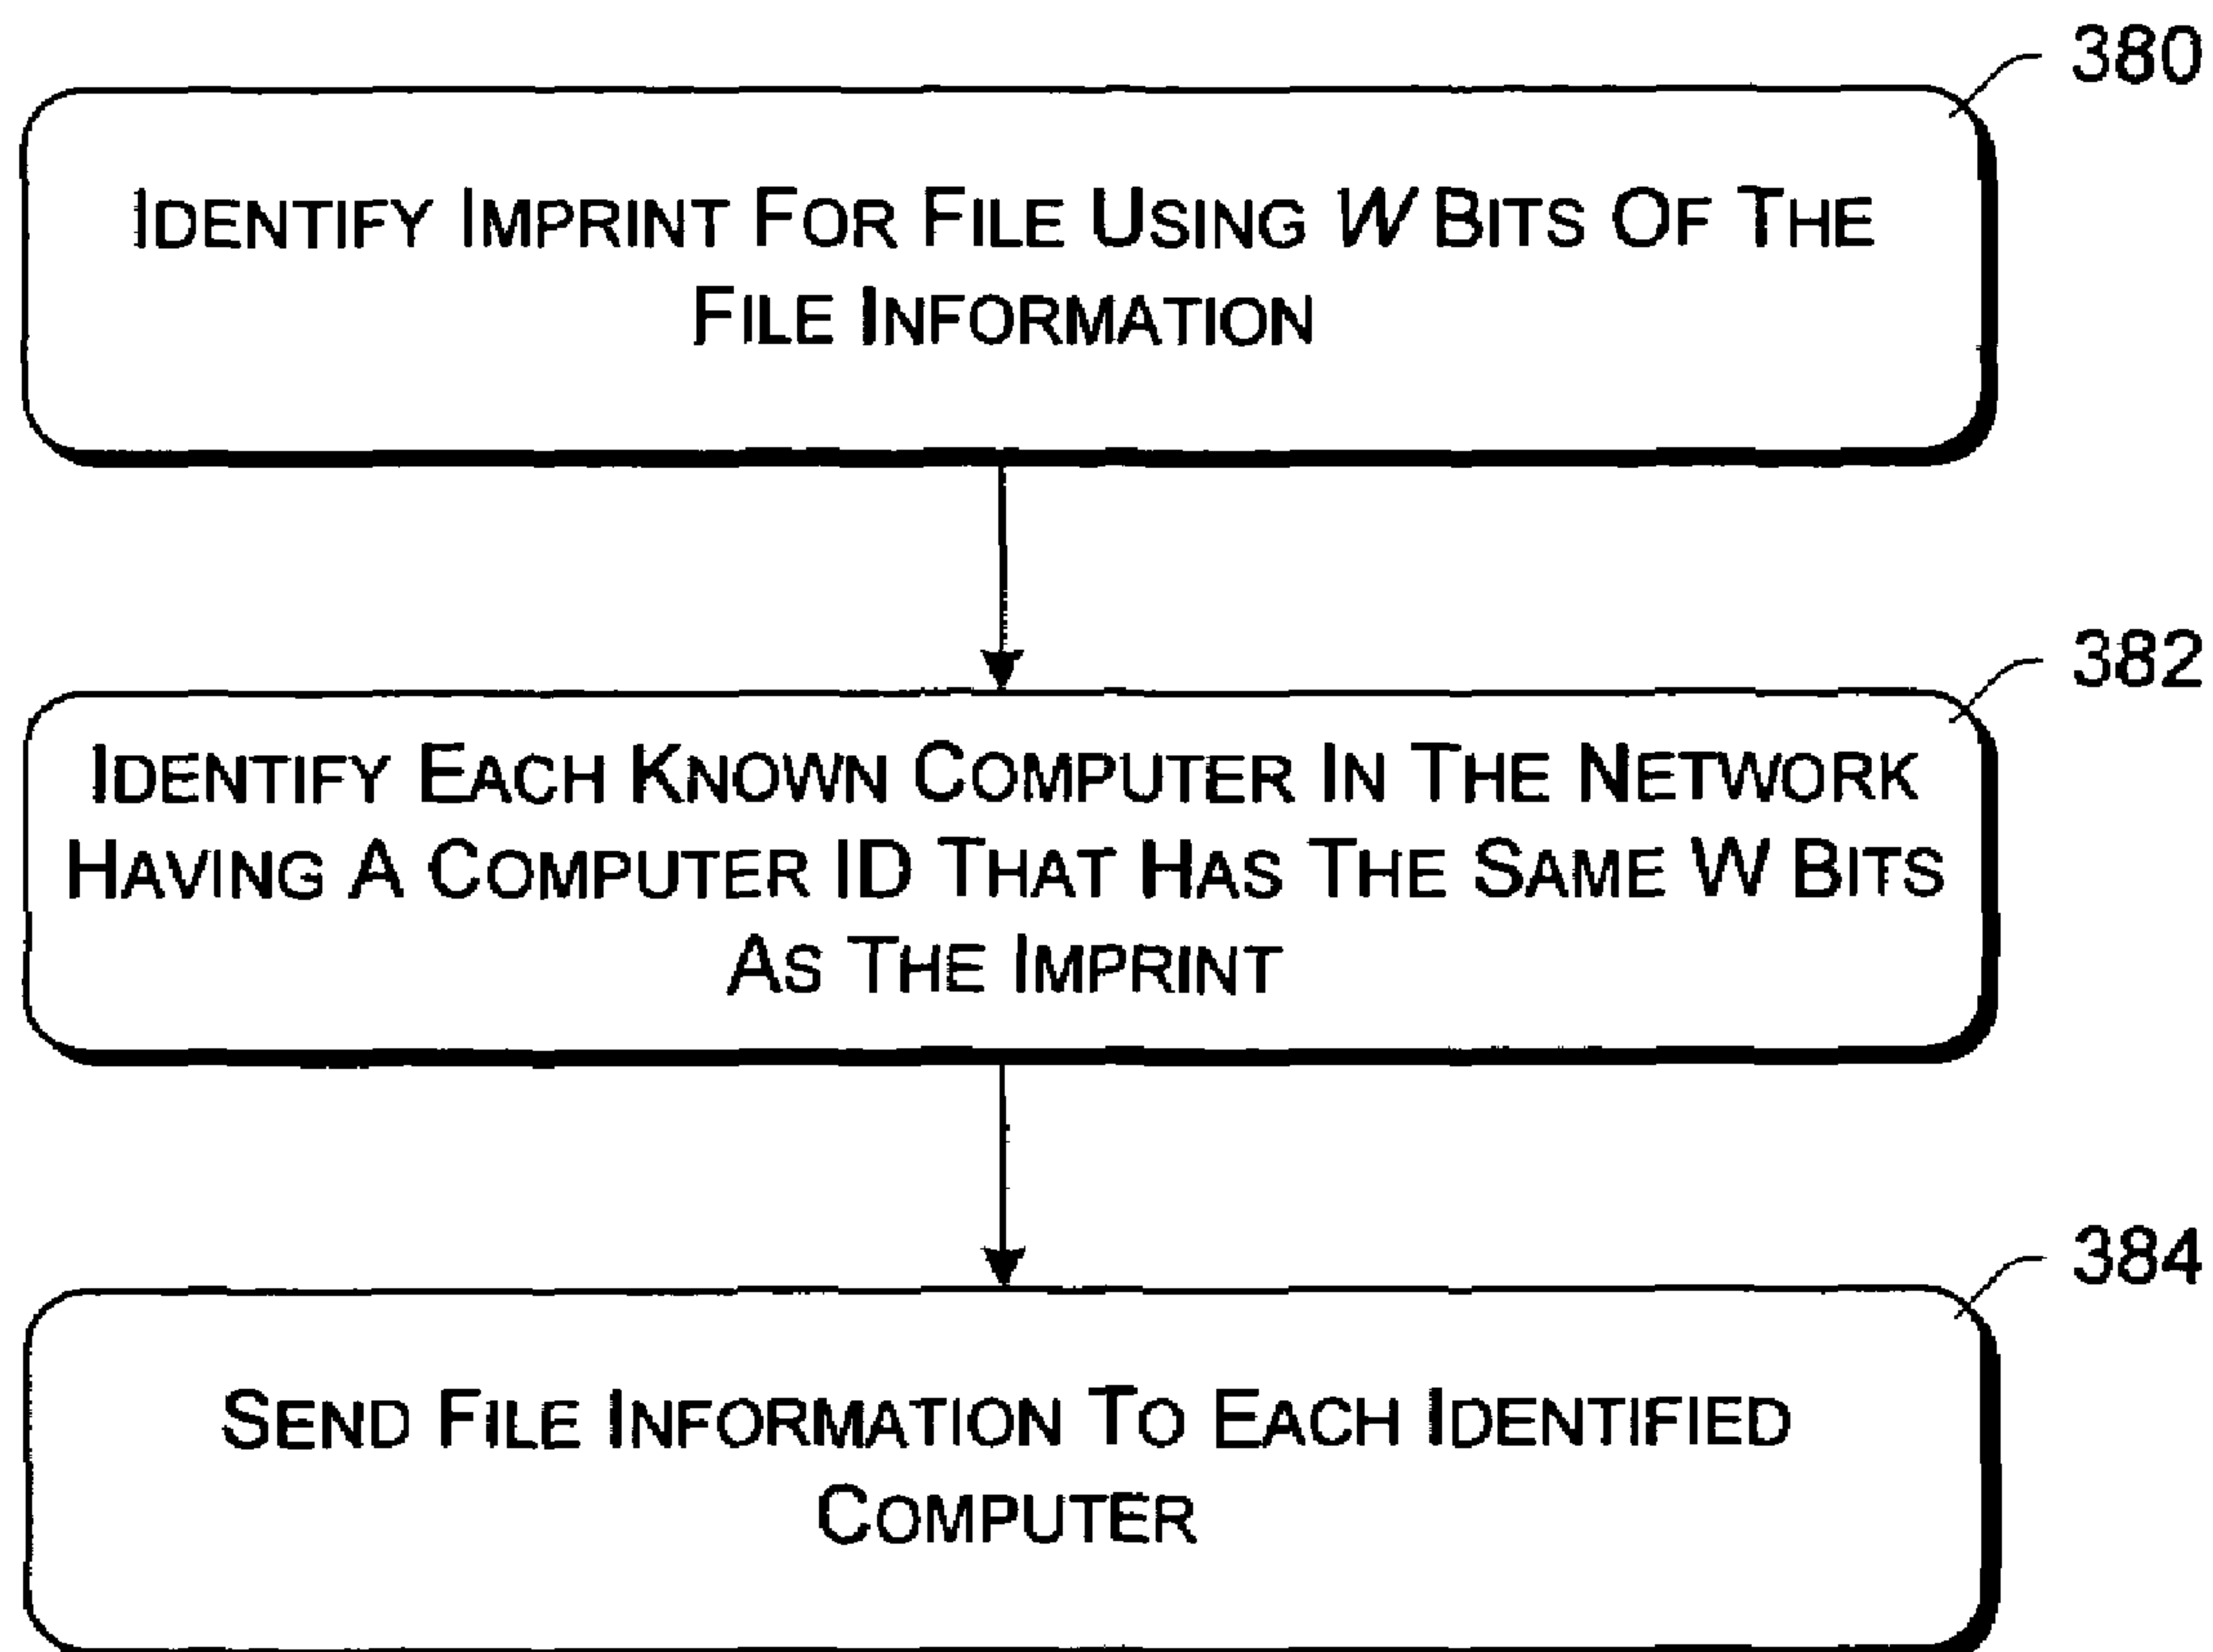 380
IDENTIFY IMPRINT FOR FILE USING W BITS OF THE
FILE INFORMATION
382
IDENTIFY EACH KNOWN COMPUTER IN THE NETWORK
HAVING A COMPUTER ID THAT HAS THE SAME W BITS
AS THE IMPRINT
384
SEND FILE INFORMATION TO EACH IDENTIFIED
COMPUTER